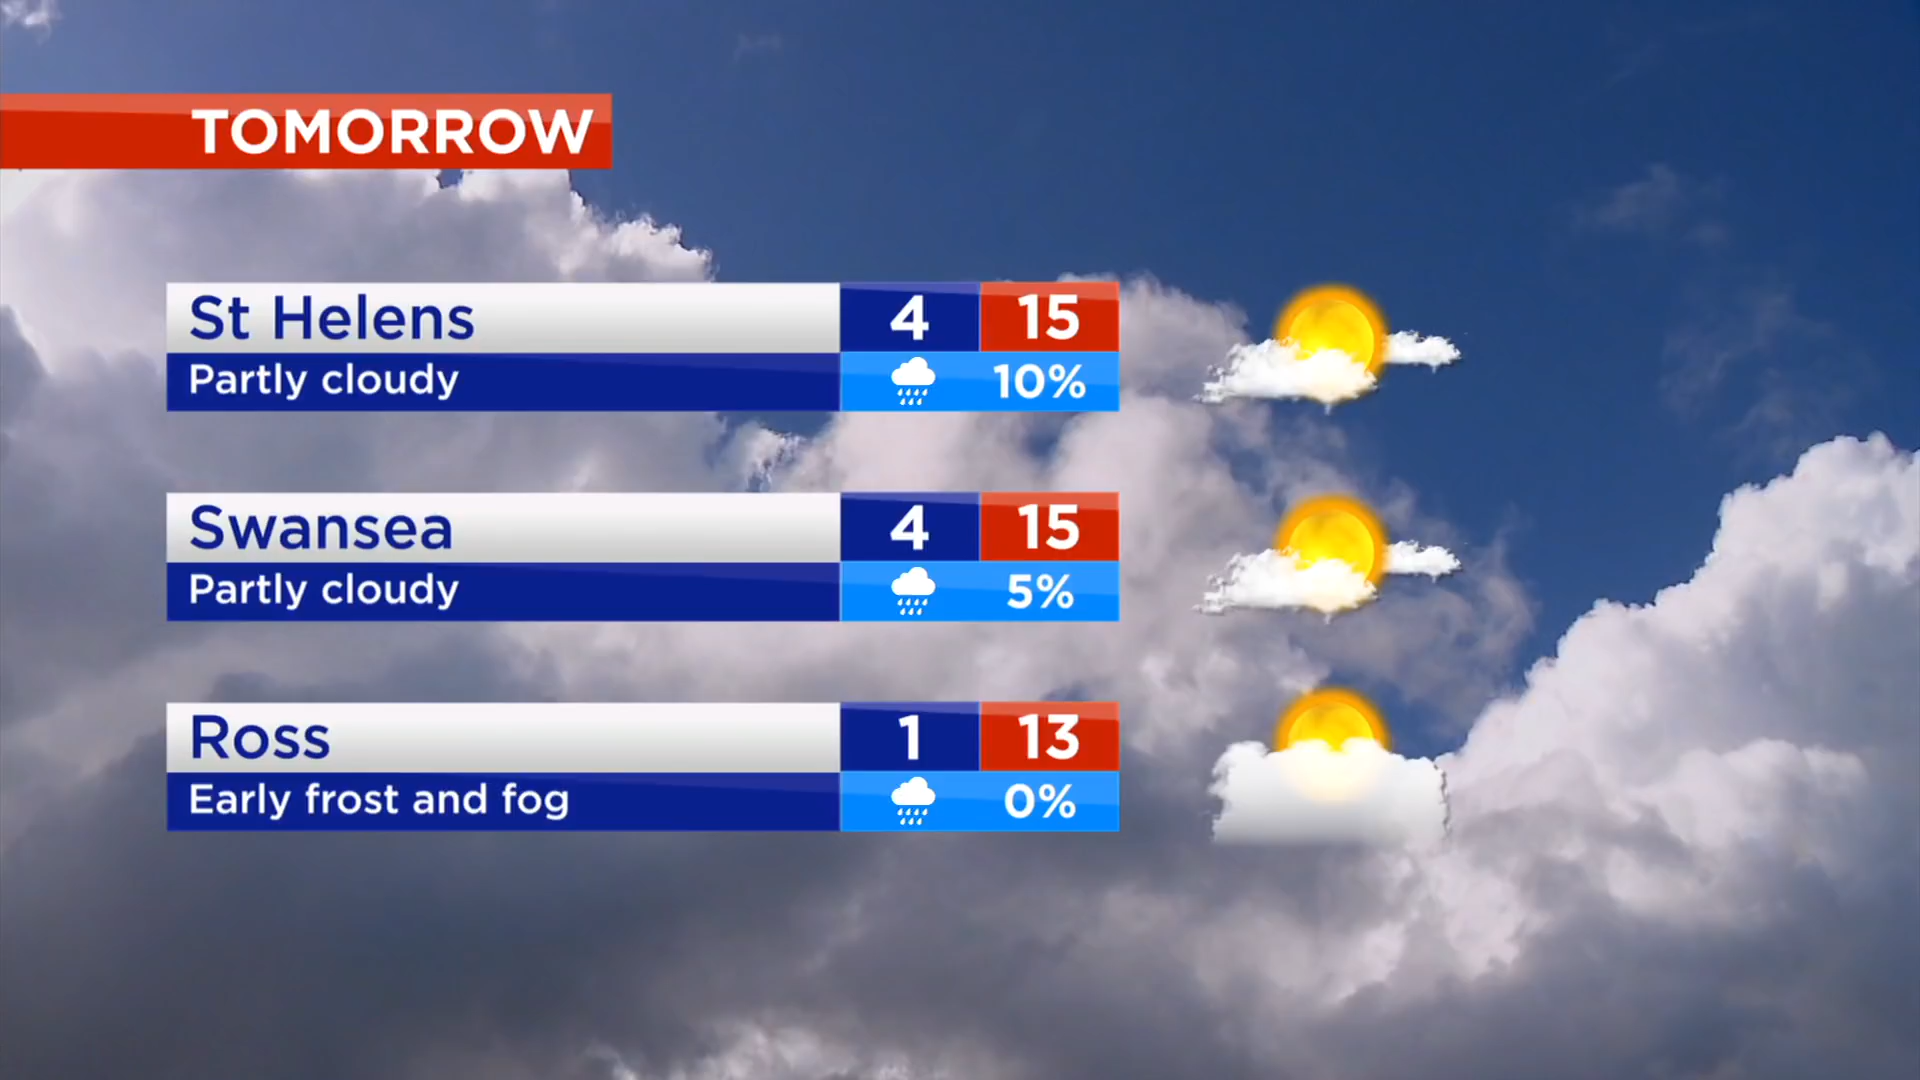 TOMORROW
St Helens 4 15
Partly cloudy 10%
Swansea 4 15
Partly cloudy 5%
Ross 1 13
Early frost and fog 0%